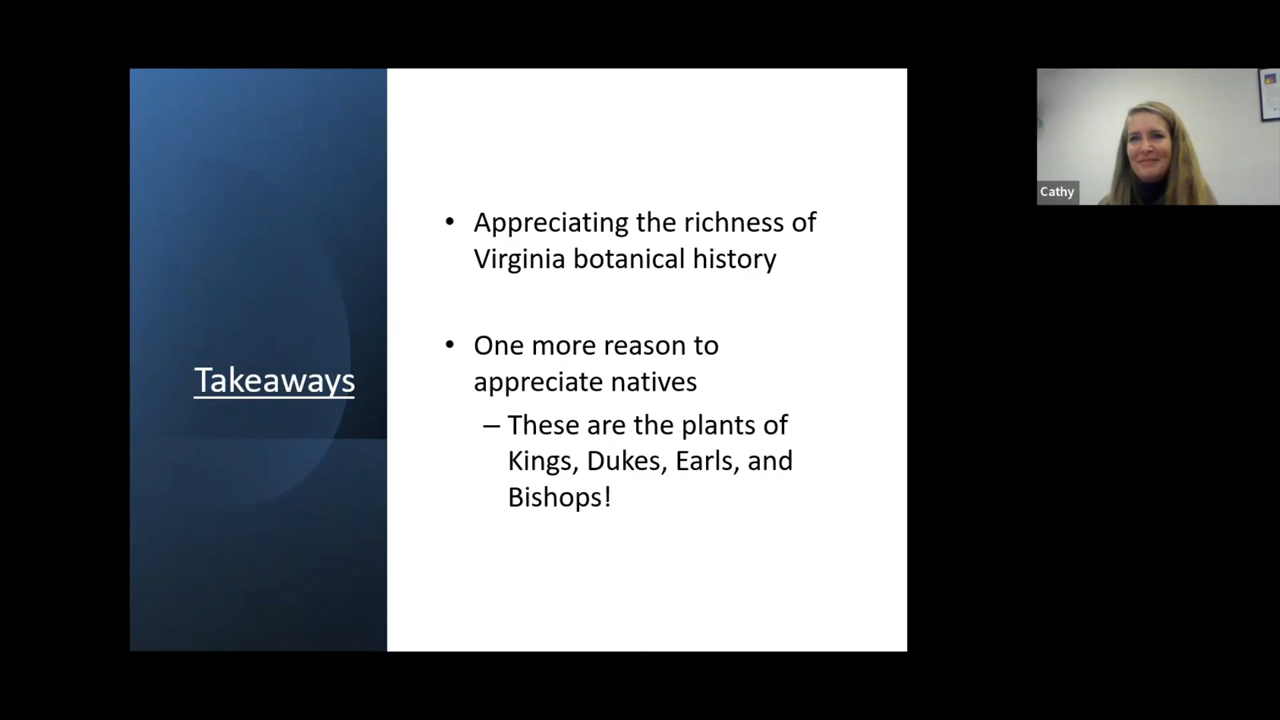 Takeaways
• Appreciating the richness of
Virginia botanical history
• One more reason to
appreciate natives
– These are the plants of
Kings, Dukes, Earls, and
Bishops!
Cathy